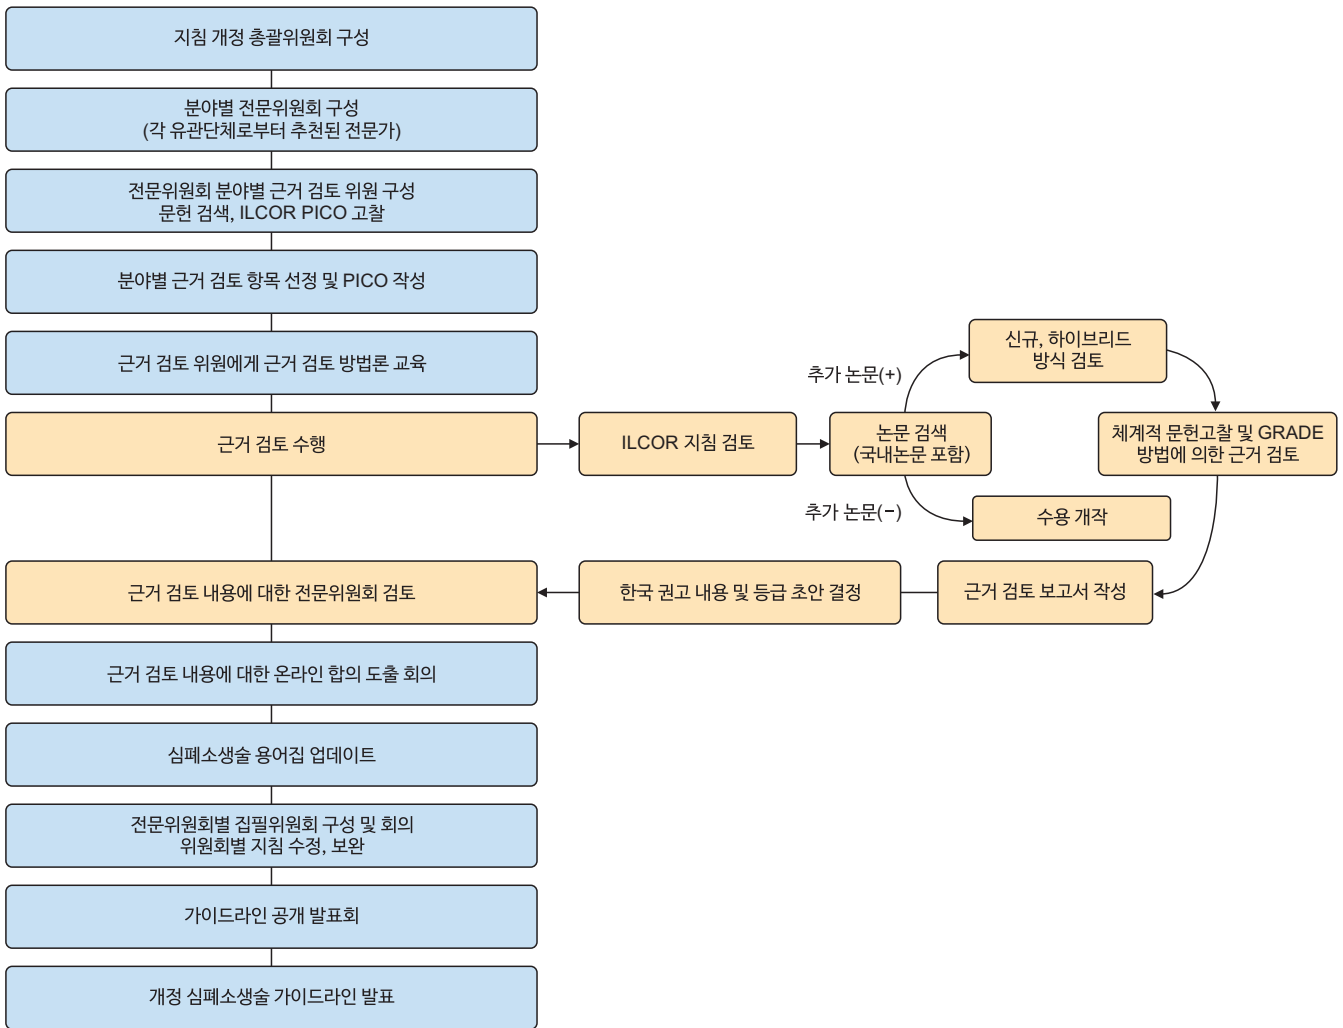 지침 개정 총괄위원회 구성
분야별 전문위원회 구성
(각 유관단체로부터 추천된 전문가)
전문위원회 분야별 근거 검토 위원 구성
문헌 검색, ILCOR PICO 고찰
분야별 근거 검토 항목 선정 및 PICO 작성
근거 검토 위원에게 근거 검토 방법론 교육
근거 검토 수행
ILCOR 지침 검토
논문 검색
(국내논문 포함)
추가 논문(+)
신규, 하이브리드
방식 검토
체계적 문헌고찰 및 GRADE
방법에 의한 근거 검토
추가 논문(−)
수용 개작
근거 검토 보고서 작성
한국 권고 내용 및 등급 초안 결정
근거 검토 내용에 대한 전문위원회 검토
근거 검토 내용에 대한 온라인 합의 도출 회의
심폐소생술 용어집 업데이트
전문위원회별 집필위원회 구성 및 회의
위원회별 지침 수정, 보완
가이드라인 공개 발표회
개정 심폐소생술 가이드라인 발표